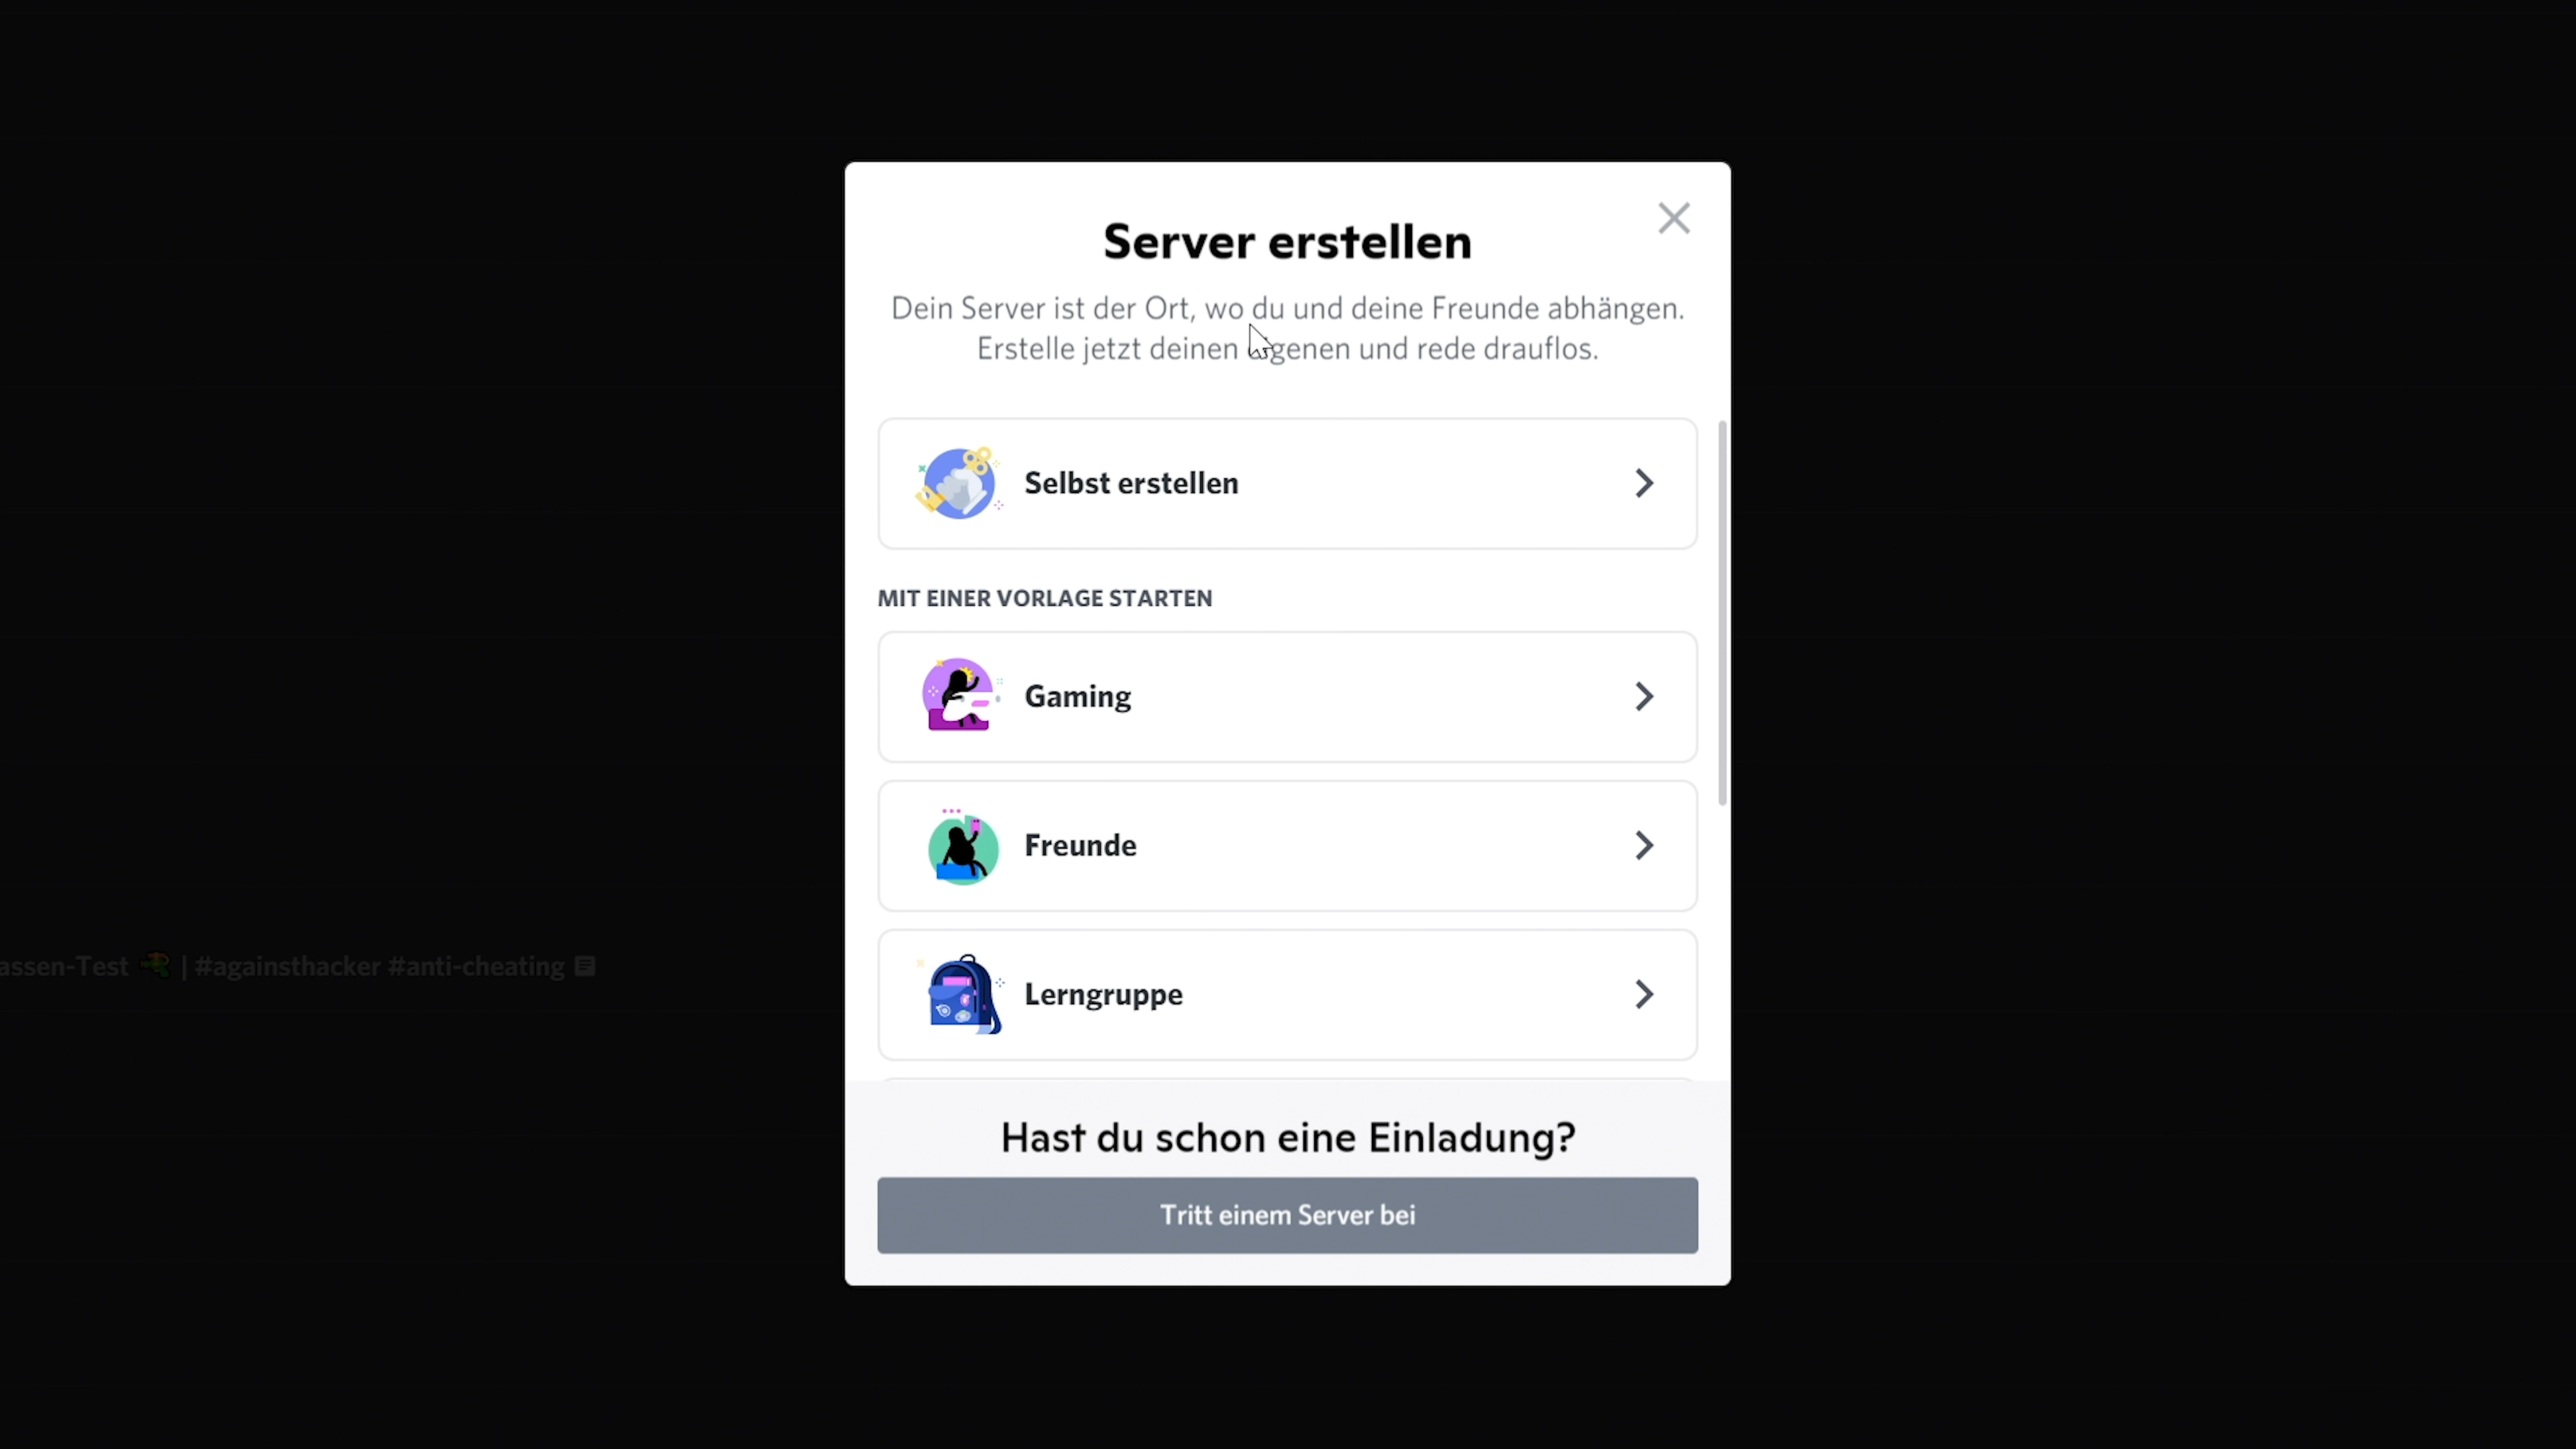 Server erstellen
Dein Server ist der Ort, wo du und deine Freunde abhängen.
Erstelle jetzt deinen eigenen und rede drauflos.
Selbst erstellen
MIT EINER VORLAGE STARTEN
Gaming
Freunde
Lerngruppe
assen-Test | #againsthacker #anti-cheating
Hast du schon eine Einladung?
Tritt einem Server bei